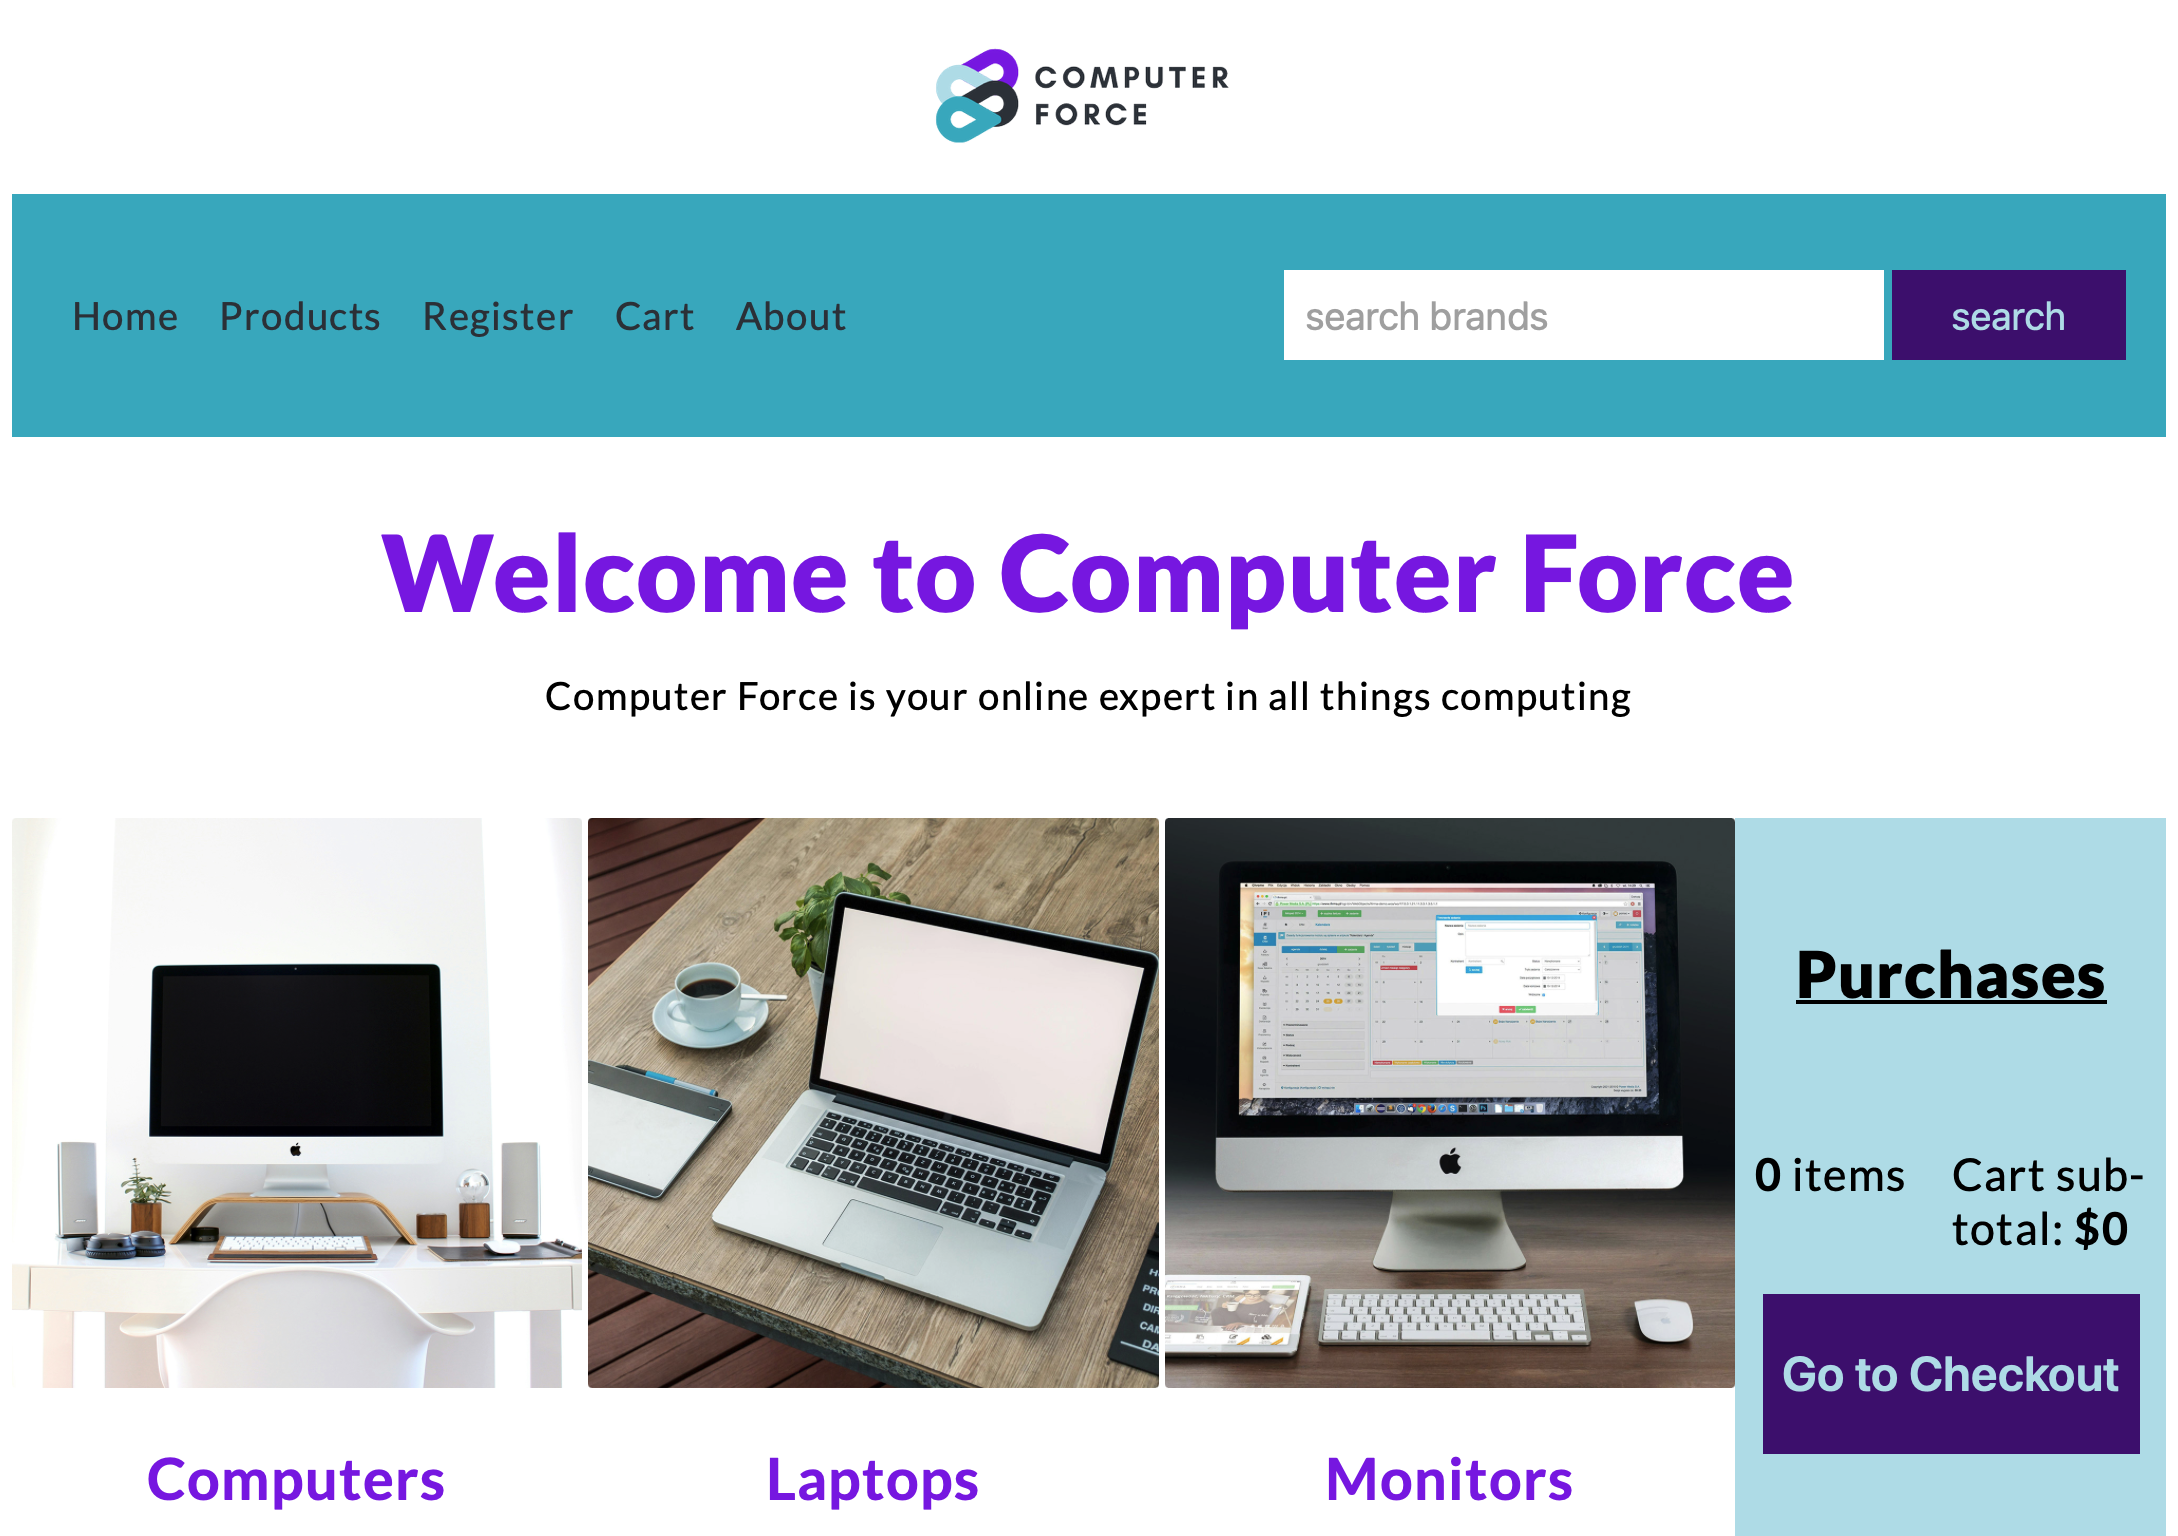 COMPUTER
FORCE
Home Products Register Cart About
search brands search
Welcome to Computer Force
Computer Force is your online expert in all things computing
Purchases
0 items
Cart sub-
total: $0
Go to Checkout
Computers
Laptops
Monitors